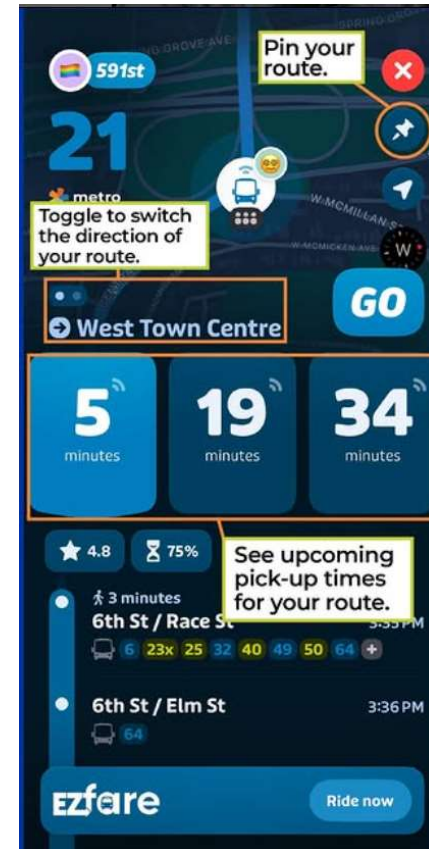 SPRING GROVE AVE
SPRING GROVE AVE
591st
Pin your
route.
21
metro
W. MCMILLAN S
W. MCMICKEN AVE
W
Toggle to switch
the direction of
your route.
GO
West Town Centre
5
minutes
19
minutes
34
minutes
4.8
75%
See upcoming
pick-up times
for your route.
3 minutes
6th St / Race St
3:35 PM
6 23x 25 32 40 49 50 64 +
6th St / Elm St
3:36 PM
64
EZfare
Ride now